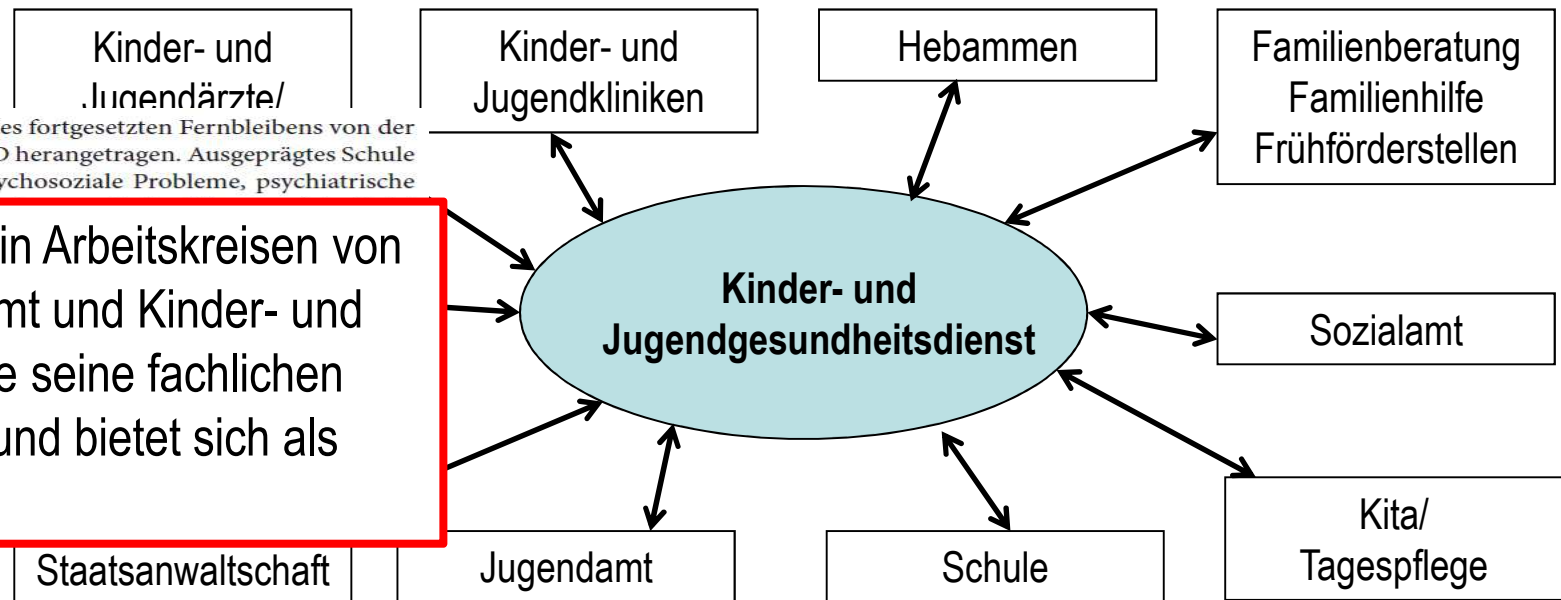 Kinder- und
Jugendärzte/
Kinder- und
Jugendkliniken
Hebammen
Familienberatung
Familienhilfe
Frühförderstellen
es fortgesetzten Fernbleibens von der
herangetragen. Ausgeprägtes Schule
ychosoziale Probleme, psychiatrische
in Arbeitskreisen von
mt und Kinder- und
e seine fachlichen
und bietet sich als
Kinder- und
Jugendgesundheitsdienst
Sozialamt
Kita/
Tagespflege
Staatsanwaltschaft
Jugendamt
Schule